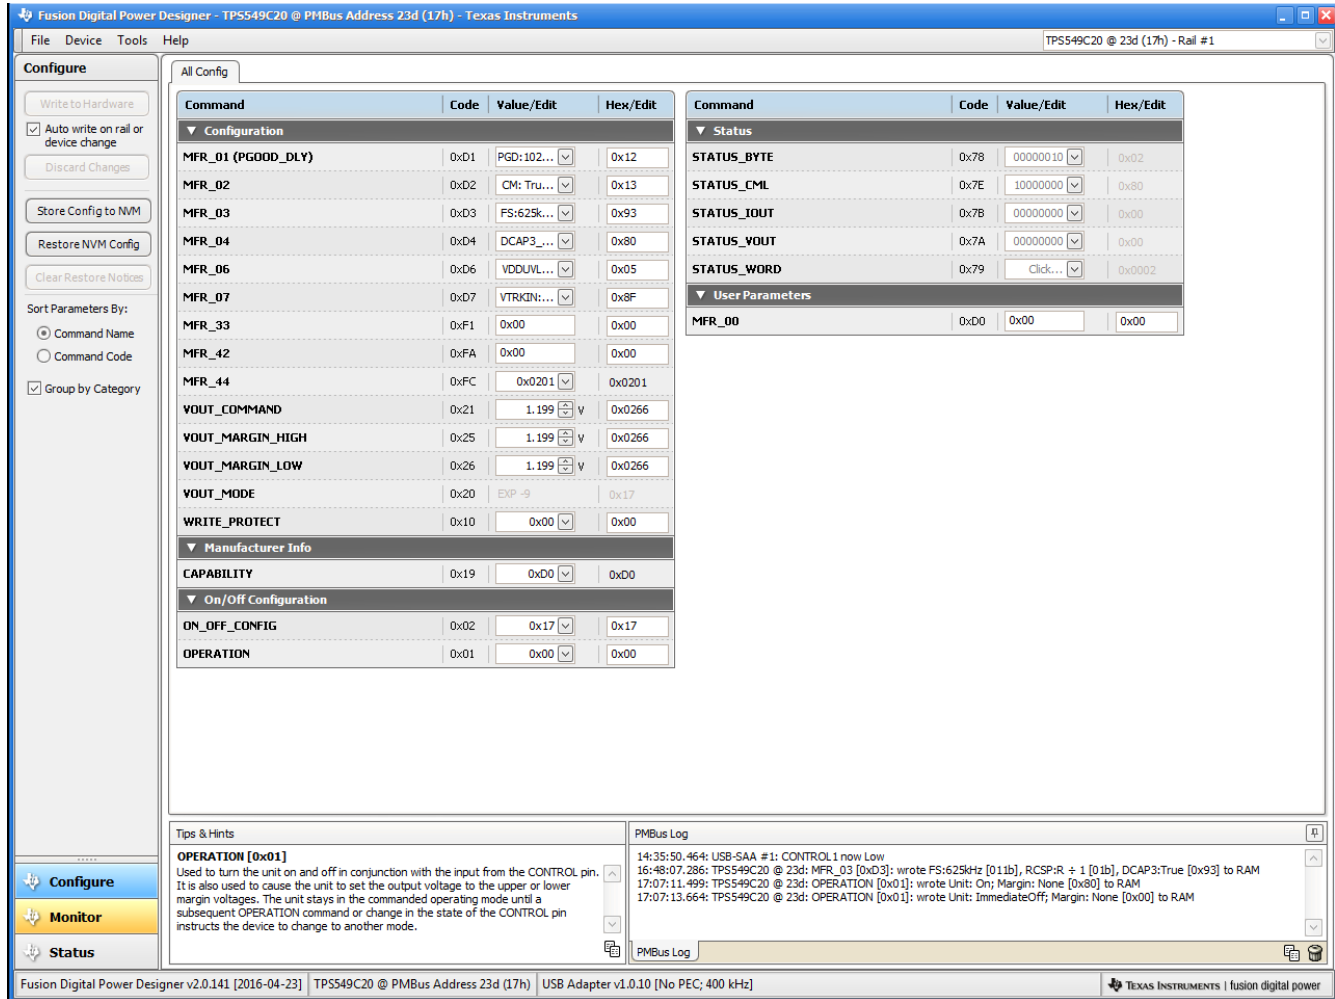 Fusion Digital Power Designer - TPS549C20 @ PMBus Address 23d (17h) - Texas Instruments
File Device Tools Help
TPS549C20 @ 23d (17h) - Rail #1
Configure
Write to Hardware
Auto write on rail or
device change
Discard Changes
Store Config to NVM
Restore NVM Config
Clear Restore Notices
Sort Parameters By:
Command Name
Command Code
Group by Category
All Config
Command Code Value/Edit Hex/Edit
Configuration
MFR_01 (PGOOD_DLY) 0xD1 PGD:102... 0x12
MFR_02 0xD2 CM: Tru... 0x13
MFR_03 0xD3 FS:625k... 0x93
MFR_04 0xD4 DCAP3_... 0x80
MFR_06 0xD6 VDDUVL... 0x05
MFR_07 0xD7 VTRKIN:... 0x8F
MFR_33 0xF1 0x00 0x00
MFR_42 0xFA 0x00 0x00
MFR_44 0xFC 0x0201 0x0201
VOUT_COMMAND 0x21 1.199 V 0x0266
VOUT_MARGIN_HIGH 0x25 1.199 V 0x0266
VOUT_MARGIN_LOW 0x26 1.199 V 0x0266
VOUT_MODE 0x20 EXP -9 0x17
WRITE_PROTECT 0x10 0x00 0x00
Manufacturer Info
CAPABILITY 0x19 0xD0 0xD0
On/Off Configuration
ON_OFF_CONFIG 0x02 0x17 0x17
OPERATION 0x01 0x00 0x00
Command Code Value/Edit Hex/Edit
Status
STATUS_BYTE 0x78 00000010 0x02
STATUS_CML 0x7E 10000000 0x80
STATUS_IOUT 0x7B 00000000 0x00
STATUS_VOUT 0x7A 00000000 0x00
STATUS_WORD 0x79 Click... 0x0002
User Parameters
MFR_00 0xD0 0x00 0x00
Configure
Monitor
Status
Tips & Hints
OPERATION [0x01]
Used to turn the unit on and off in conjunction with the input from the CONTROL pin.
It is also used to cause the unit to set the output voltage to the upper or lower
margin voltages. The unit stays in the commanded operating mode until a
subsequent OPERATION command or change in the state of the CONTROL pin
instructs the device to change to another mode.
PMBus Log
14:35:50.464: USB-SAA #1: CONTROL1 now Low
16:48:07.286: TPS549C20 @ 23d: MFR_03 [0xD3]: wrote FS:625kHz [011b], RCSP:R ÷ 1 [01b], DCAP3:True [0x93] to RAM
17:07:11.499: TPS549C20 @ 23d: OPERATION [0x01]: wrote Unit: On; Margin: None [0x80] to RAM
17:07:13.664: TPS549C20 @ 23d: OPERATION [0x01]: wrote Unit: ImmediateOff; Margin: None [0x00] to RAM
PMBus Log
Fusion Digital Power Designer v2.0.141 [2016-04-23] TPS549C20 @ PMBus Address 23d (17h) USB Adapter v1.0.10 [No PEC; 400 kHz] TEXAS INSTRUMENTS | fusion digital power